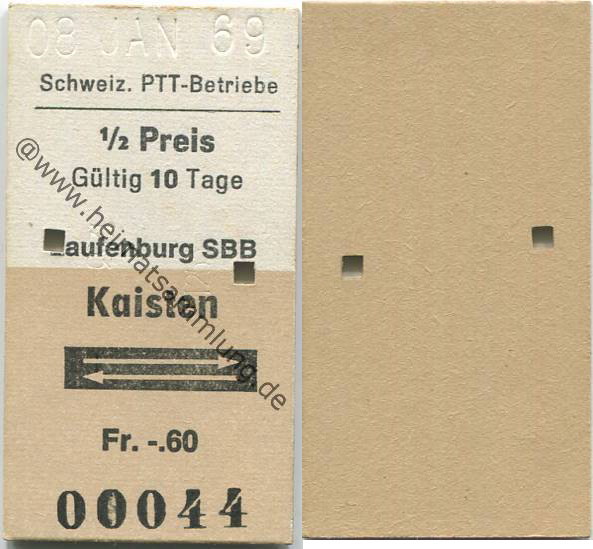 08 JAN 69
Schweiz. PTT-Betriebe
½ Preis
Gültig 10 Tage
Laufenburg SBB
Kaisten
Fr. -.60
00044
@www.heimatsammlung.de